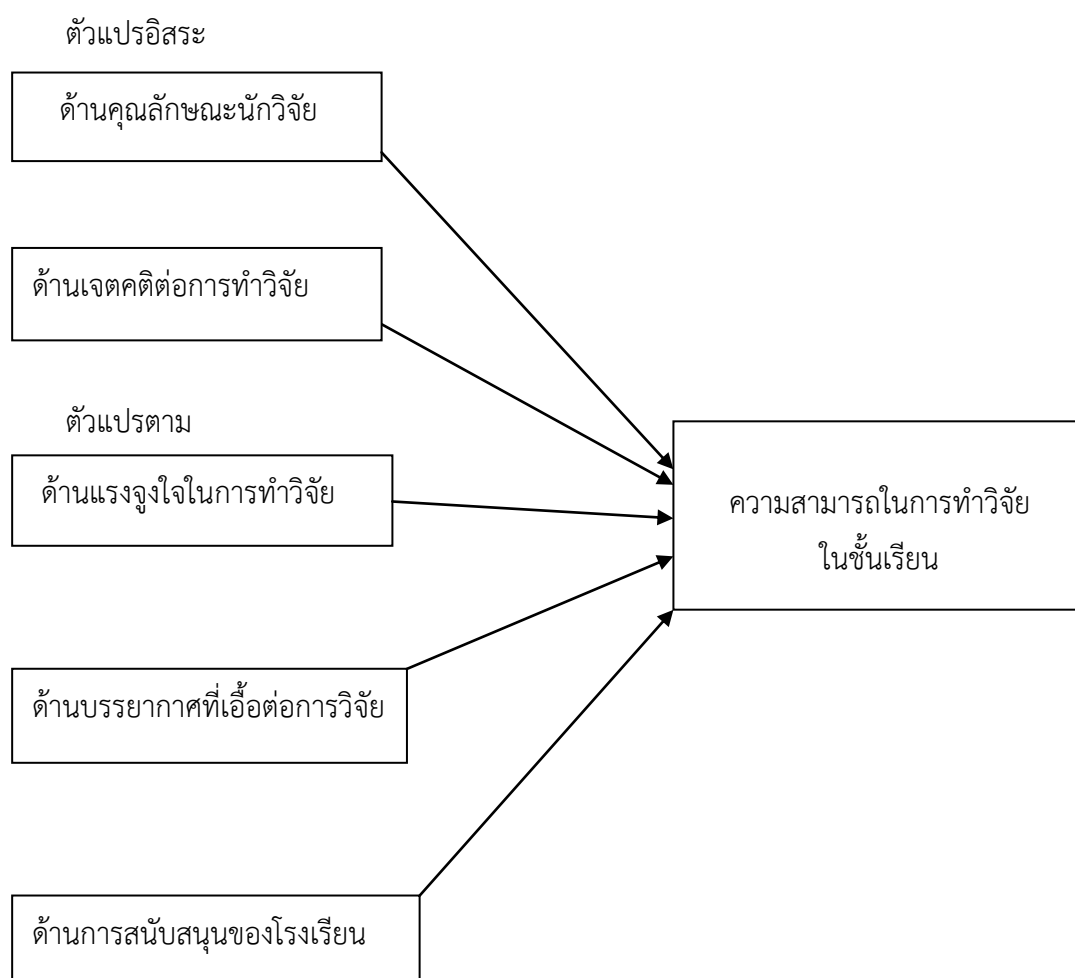 ตัวแปรอิสระ
ด้านคุณลักษณะนักวิจัย
ด้านเจตคติต่อการทำวิจัย
ตัวแปรตาม
ด้านแรงจูงใจในการทำวิจัย
ความสามารถในการทำวิจัย
ในชั้นเรียน
ด้านบรรยากาศที่เอื้อต่อการวิจัย
ด้านการสนับสนุนของโรงเรียน